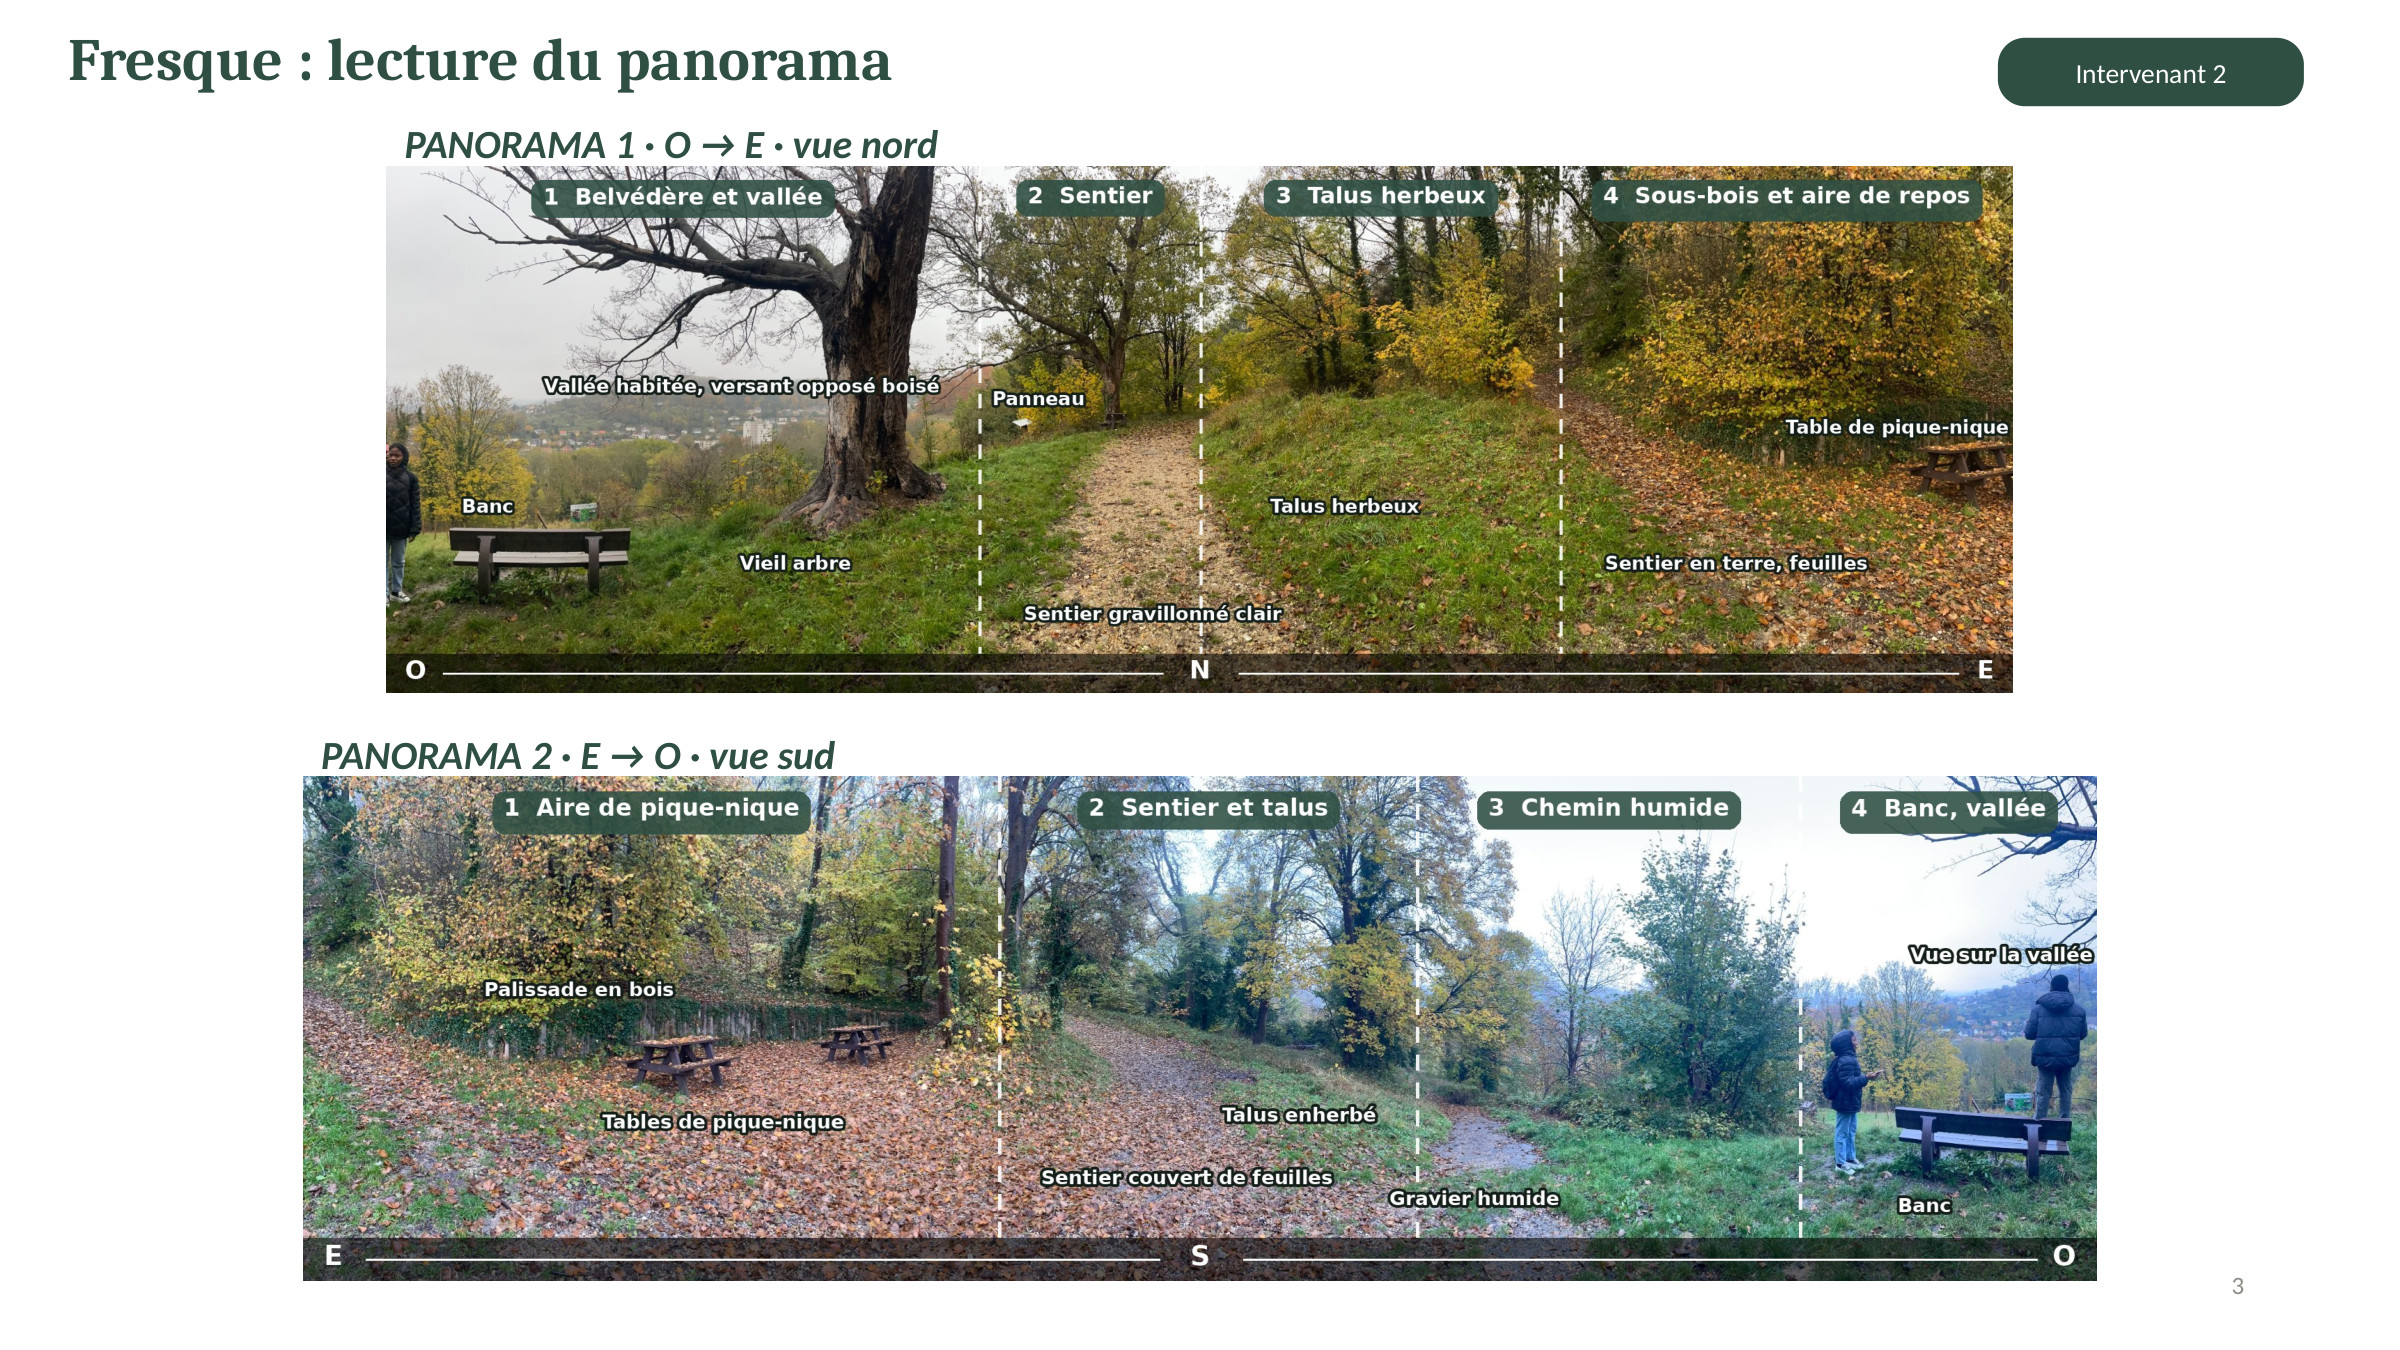 Fresque : lecture du panorama
Intervenant 2
PANORAMA 1 · O → E · vue nord
1 Belvédère et vallée
2 Sentier
3 Talus herbeux
4 Sous-bois et aire de repos
Vallée habitée, versant opposé boisé
Panneau
Table de pique-nique
Banc
Talus herbeux
Vieil arbre
Sentier en terre, feuilles
Sentier gravillonné clair
O
N
E
PANORAMA 2 · E → O · vue sud
1 Aire de pique-nique
2 Sentier et talus
3 Chemin humide
4 Banc, vallée
Vue sur la vallée
Palissade en bois
Tables de pique-nique
Talus enherbé
Sentier couvert de feuilles
Gravier humide
Banc
E
S
O
3